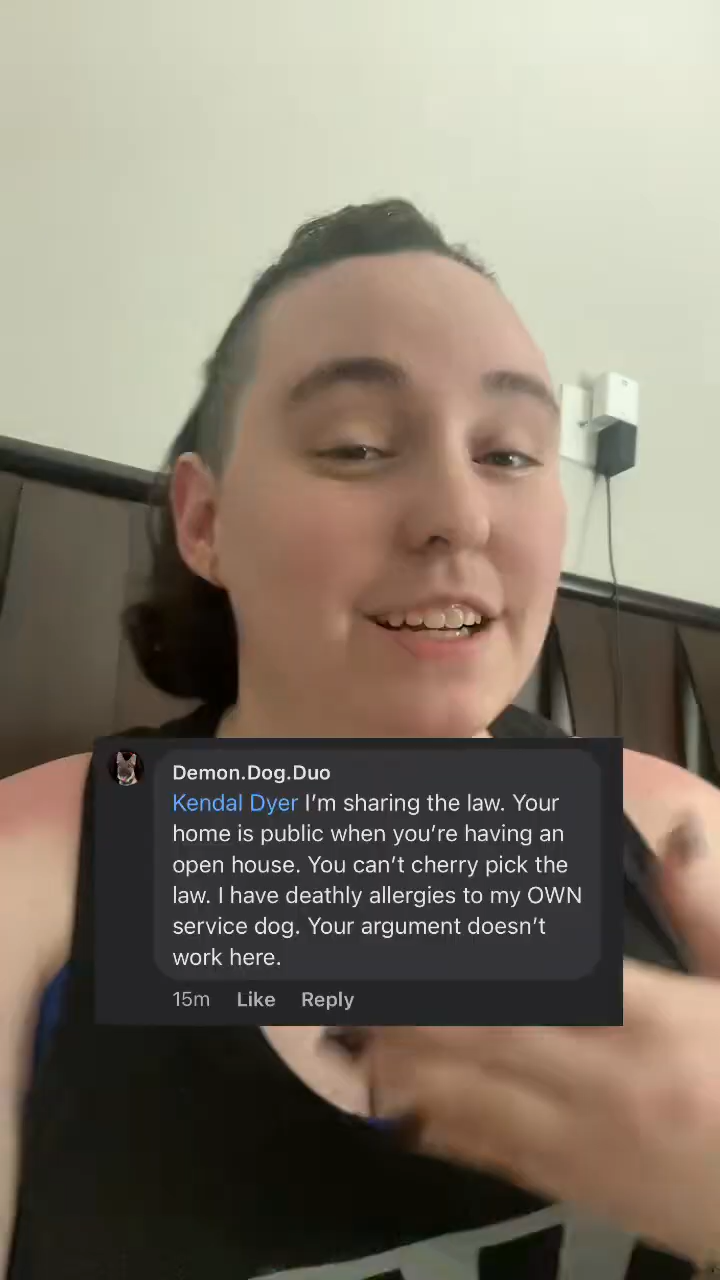 Demon.Dog.Duo
Kendal Dyer I’m sharing the law. Your
home is public when you’re having an
open house. You can’t cherry pick the
law. I have deathly allergies to my OWN
service dog. Your argument doesn’t
work here.
15m Like Reply